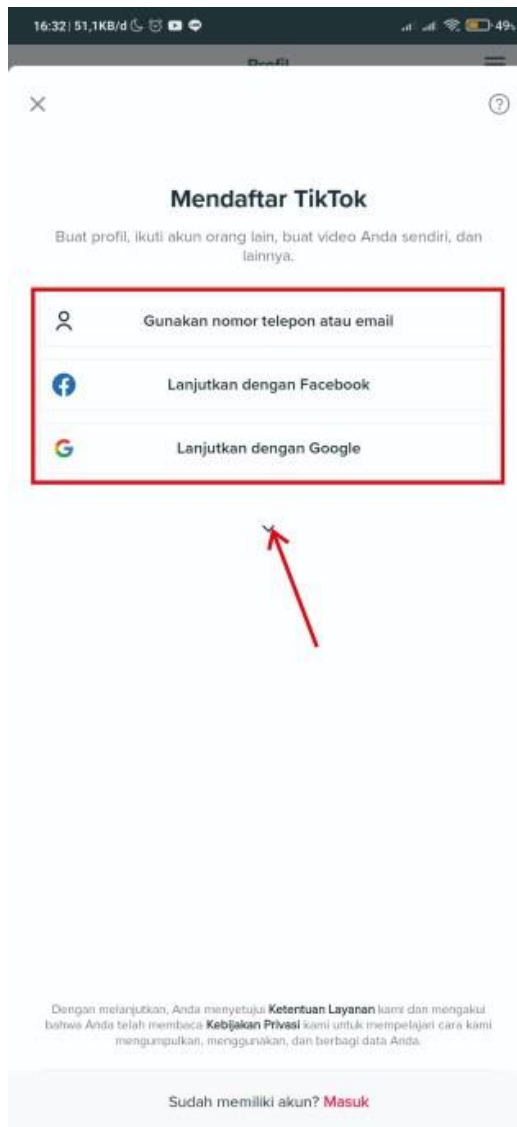 16:32 | 51,1KB/d
49%
Profil
Mendaftar TikTok
Buat profil, ikuti akun orang lain, buat video Anda sendiri, dan
lainnya.
Gunakan nomor telepon atau email
Lanjutkan dengan Facebook
Lanjutkan dengan Google
Dengan melanjutkan, Anda menyetujui Ketentuan Layanan kami dan mengakui
bahwa Anda telah membaca Kebijakan Privasi kami untuk mempelajari cara kami
mengumpulkan, menggunakan, dan berbagi data Anda.
Sudah memiliki akun? Masuk